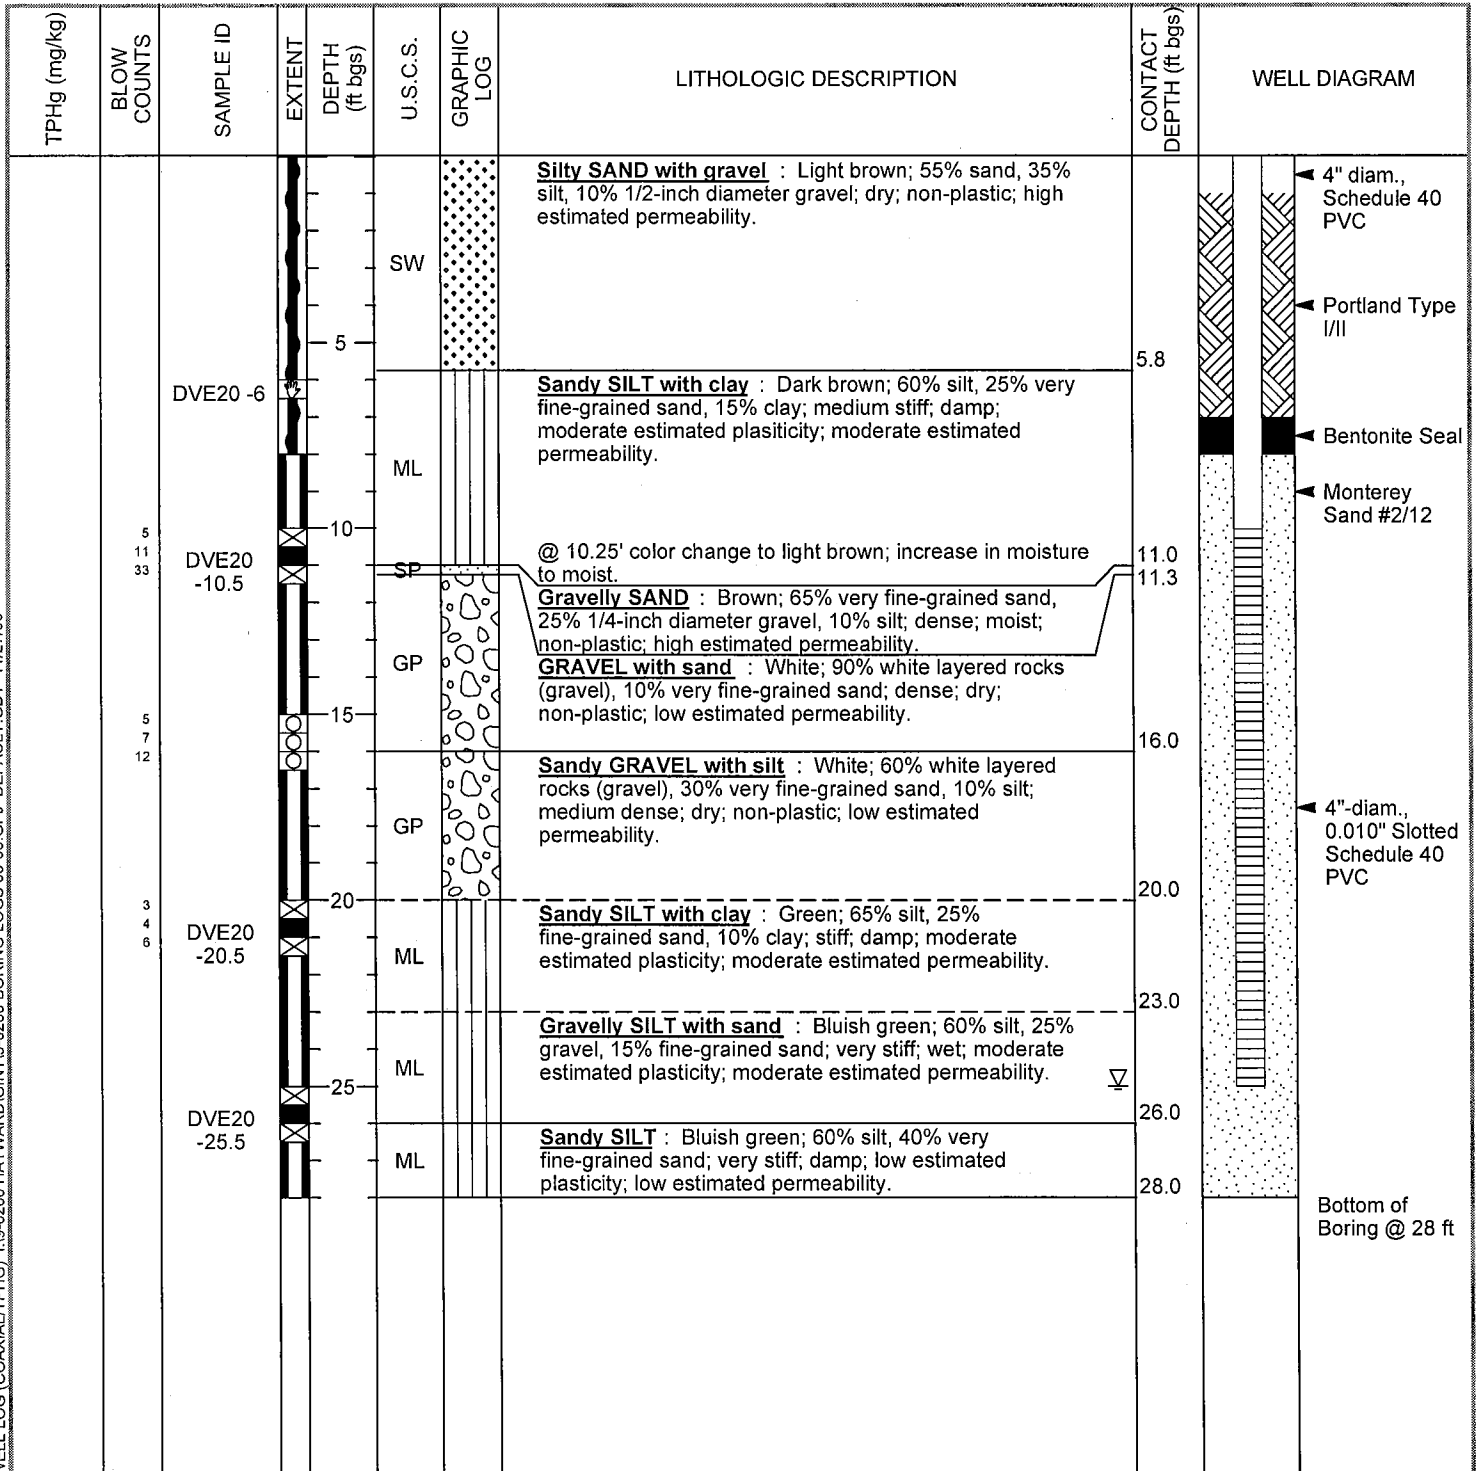 TPHg (mg/kg)
BLOW
COUNTS
SAMPLE ID
EXTENT
DEPTH
(ft bgs)
U.S.C.S.
GRAPHIC
LOG
LITHOLOGIC DESCRIPTION
CONTACT
DEPTH (ft bgs)
WELL DIAGRAM
Silty SAND with gravel : Light brown; 55% sand, 35%
silt, 10% 1/2-inch diameter gravel; dry; non-plastic; high
estimated permeability.
SW
5
5.8
4" diam.,
Schedule 40
PVC
Portland Type
I/II
DVE20 -6
Sandy SILT with clay : Dark brown; 60% silt, 25% very
fine-grained sand, 15% clay; medium stiff; damp;
moderate estimated plasiticity; moderate estimated
permeability.
ML
Bentonite Seal
Monterey
Sand #2/12
10
5
11
33
DVE20
-10.5
@ 10.25' color change to light brown; increase in moisture
to moist.
11.0
11.3
SP
Gravelly SAND : Brown; 65% very fine-grained sand,
25% 1/4-inch diameter gravel, 10% silt; dense; moist;
non-plastic; high estimated permeability.
GP
GRAVEL with sand : White; 90% white layered rocks
(gravel), 10% very fine-grained sand; dense; dry;
non-plastic; low estimated permeability.
15
5
7
12
16.0
Sandy GRAVEL with silt : White; 60% white layered
rocks (gravel), 30% very fine-grained sand, 10% silt;
medium dense; dry; non-plastic; low estimated
permeability.
GP
4"-diam.,
0.010" Slotted
Schedule 40
PVC
20
20.0
3
4
6
DVE20
-20.5
Sandy SILT with clay : Green; 65% silt, 25%
fine-grained sand, 10% clay; stiff; damp; moderate
estimated plasticity; moderate estimated permeability.
ML
23.0
Gravelly SILT with sand : Bluish green; 60% silt, 25%
gravel, 15% fine-grained sand; very stiff; wet; moderate
estimated plasticity; moderate estimated permeability.
ML
25
26.0
DVE20
-25.5
Sandy SILT : Bluish green; 60% silt, 40% very
fine-grained sand; very stiff; damp; low estimated
plasticity; low estimated permeability.
ML
28.0
Bottom of
Boring @ 28 ft